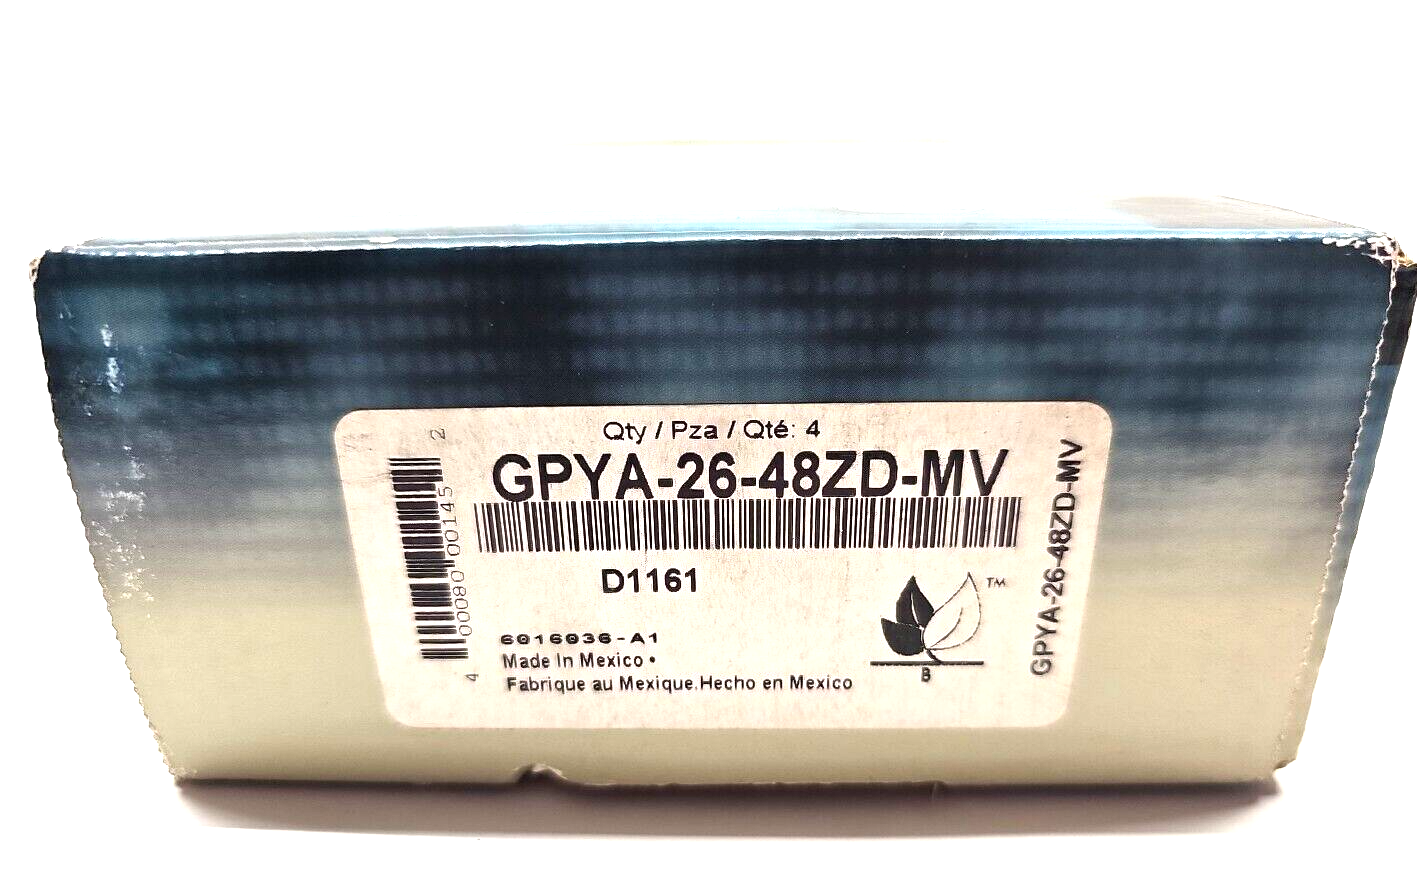 Qty / Pza / Qté: 4
GPYA-26-48ZD-MV
D1161
6016036-A1
Made In Mexico •
Fabrique au Mexique.Hecho en Mexico
4 00080 00145 2
TM
B
GPYA-26-48ZD-MV